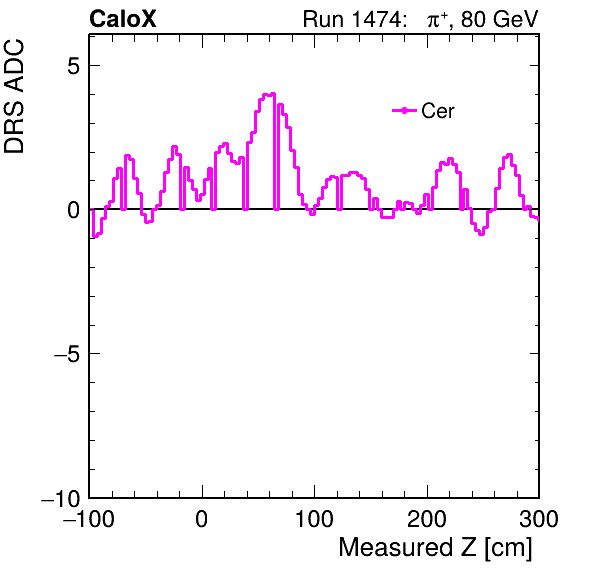 CaloX Run 1474: π⁺, 80 GeV
DRS ADC
5
0
−5
−10
Cer
−100 0 100 200 300
Measured Z [cm]